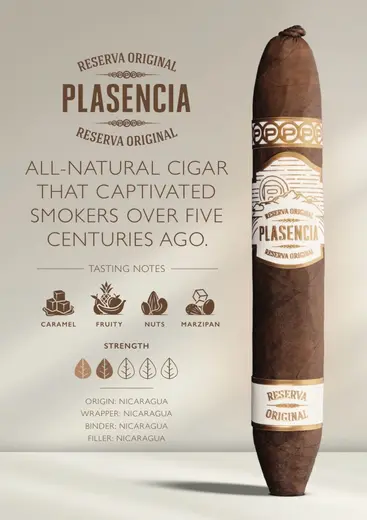 RESERVA ORIGINAL
PLASENCIA
RESERVA ORIGINAL
ALL-NATURAL CIGAR
THAT CAPTIVATED
SMOKERS OVER FIVE
CENTURIES AGO.
TASTING NOTES
CARAMEL FRUITY NUTS MARZIPAN
STRENGTH
ORIGIN: NICARAGUA
WRAPPER: NICARAGUA
BINDER: NICARAGUA
FILLER: NICARAGUA
PPPPP
RESERVA ORIGINAL
PLASENCIA
RESERVA ORIGINAL
RESERVA
ORIGINAL